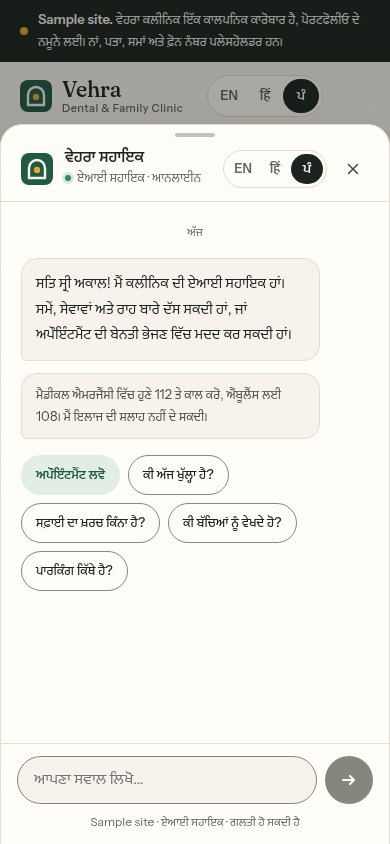 Sample site. ਵੇਹਰਾ ਕਲੀਨਿਕ ਇੱਕ ਕਾਲਪਨਿਕ ਕਾਰੋਬਾਰ ਹੈ, ਪੋਰਟਫੋਲੀਓ ਦੇ
ਨਮੂਨੇ ਲਈ। ਨਾਂ, ਪਤਾ, ਸਮਾਂ ਅਤੇ ਫ਼ੋਨ ਨੰਬਰ ਪਲੇਸਹੋਲਡਰ ਹਨ।
Vehra
Dental & Family Clinic
EN हिं ਪੰ
ਵੇਹਰਾ ਸਹਾਇਕ
ਏਆਈ ਸਹਾਇਕ · ਆਨਲਾਈਨ
EN हिं ਪੰ
ਅੱਜ
ਸਤਿ ਸ੍ਰੀ ਅਕਾਲ! ਮੈਂ ਕਲੀਨਿਕ ਦੀ ਏਆਈ ਸਹਾਇਕ ਹਾਂ।
ਸਮੇਂ, ਸੇਵਾਵਾਂ ਅਤੇ ਰਾਹ ਬਾਰੇ ਦੱਸ ਸਕਦੀ ਹਾਂ, ਜਾਂ
ਅਪੌਇੰਟਮੈਂਟ ਦੀ ਬੇਨਤੀ ਭੇਜਣ ਵਿੱਚ ਮਦਦ ਕਰ ਸਕਦੀ ਹਾਂ।
ਮੈਡੀਕਲ ਐਮਰਜੈਂਸੀ ਵਿੱਚ ਹੁਣੇ 112 ਤੇ ਕਾਲ ਕਰੋ, ਐਂਬੂਲੈਂਸ ਲਈ
108। ਮੈਂ ਇਲਾਜ ਦੀ ਸਲਾਹ ਨਹੀਂ ਦੇ ਸਕਦੀ।
ਅਪੌਇੰਟਮੈਂਟ ਲਵੋ
ਕੀ ਅੱਜ ਖੁੱਲ੍ਹਾ ਹੈ?
ਸਫ਼ਾਈ ਦਾ ਖ਼ਰਚ ਕਿੰਨਾ ਹੈ?
ਕੀ ਬੱਚਿਆਂ ਨੂੰ ਵੇਖਦੇ ਹੋ?
ਪਾਰਕਿੰਗ ਕਿੱਥੇ ਹੈ?
ਆਪਣਾ ਸਵਾਲ ਲਿਖੋ…
Sample site · ਏਆਈ ਸਹਾਇਕ · ਗਲਤੀ ਹੋ ਸਕਦੀ ਹੈ